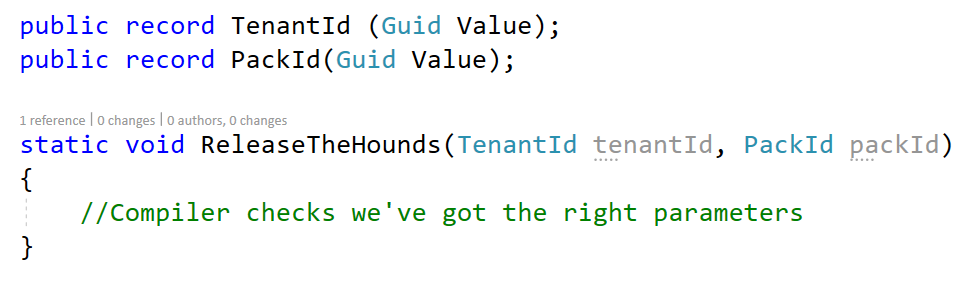 public record TenantId (Guid Value);
public record PackId(Guid Value);
1 reference | 0 changes | 0 authors, 0 changes
static void ReleaseTheHounds(TenantId tenantId, PackId packId)
{
//Compiler checks we've got the right parameters
}